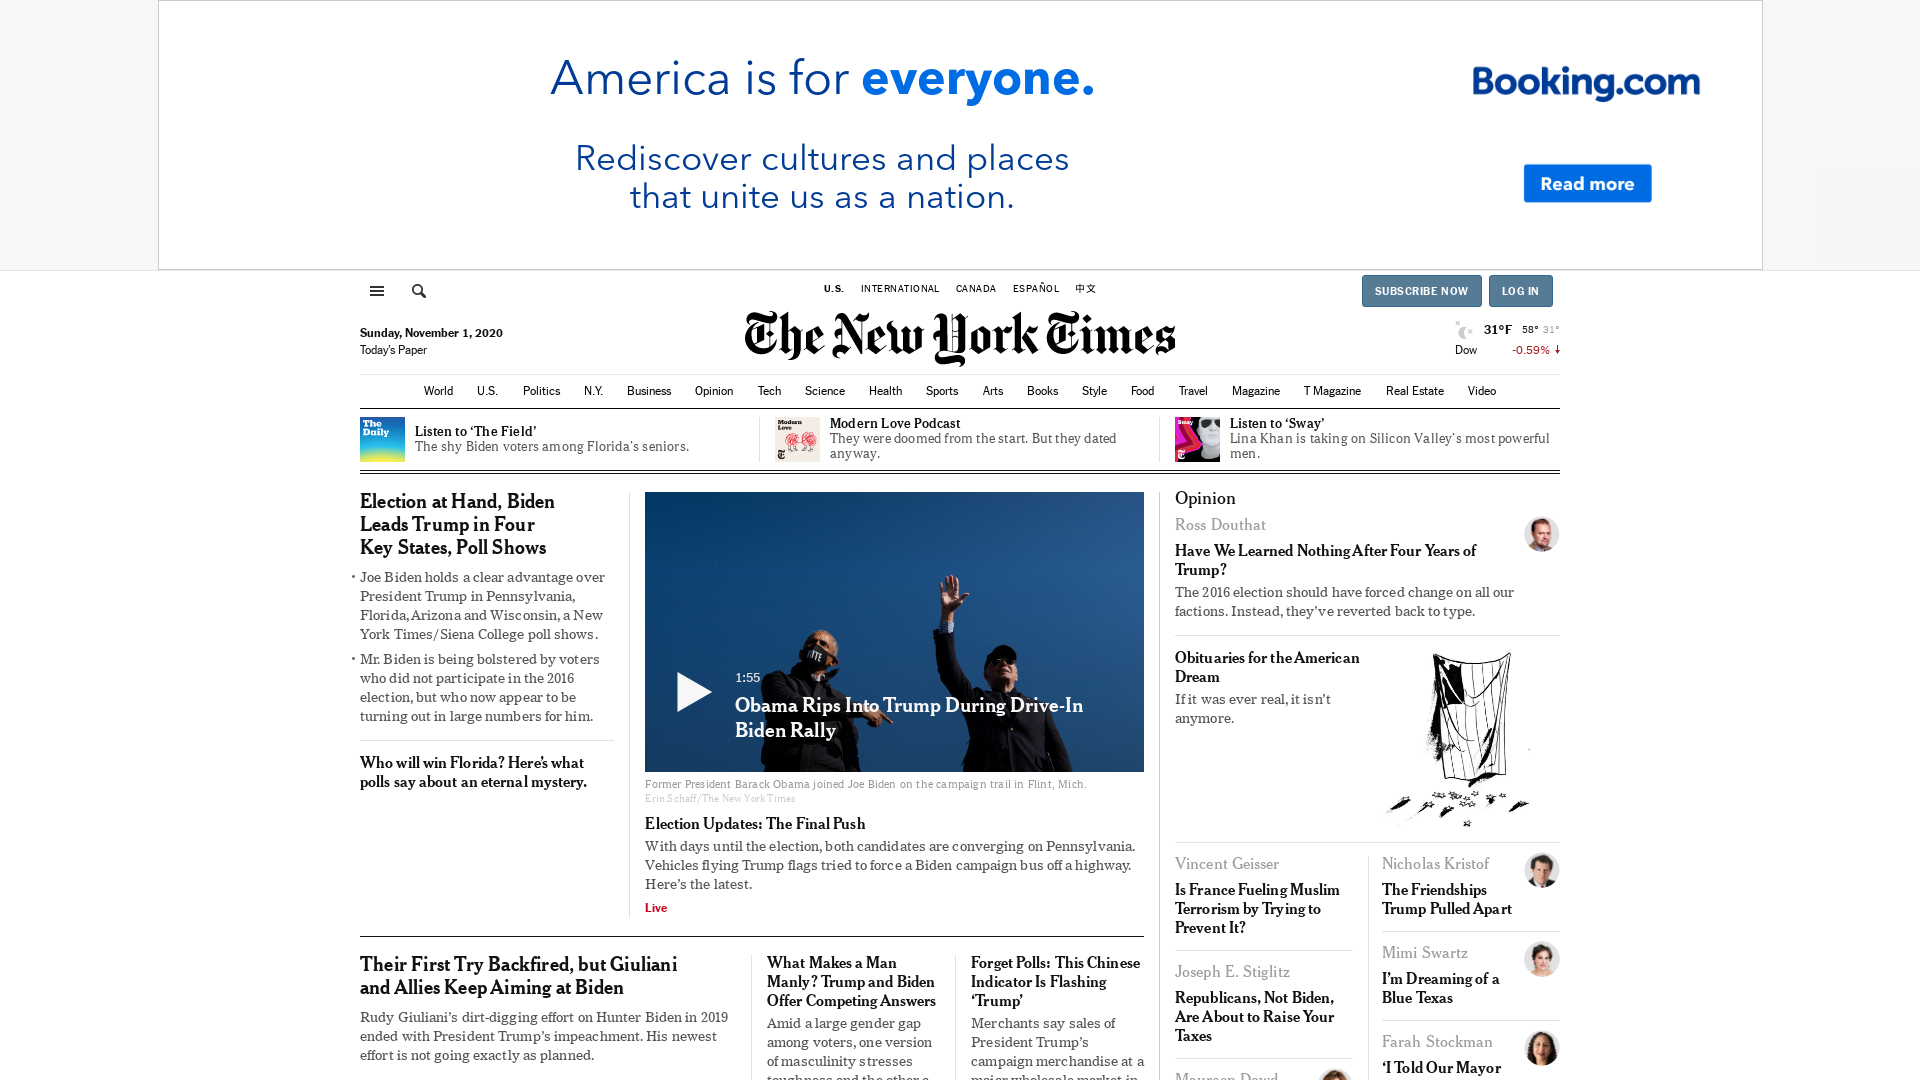 America is for everyone.
Booking.com
Rediscover cultures and places
that unite us as a nation.
Read more
U.S. INTERNATIONAL CANADA ESPAÑOL 中文
SUBSCRIBE NOW
LOG IN
Sunday, November 1, 2020
Today's Paper
The New York Times
31°F 58° 31°
Dow -0.59% ↓
World U.S. Politics N.Y. Business Opinion Tech Science Health Sports Arts Books Style Food Travel Magazine T Magazine Real Estate Video
The
Daily
Listen to ‘The Field’
The shy Biden voters among Florida’s seniors.
Modern
Love
Modern Love Podcast
They were doomed from the start. But they dated
anyway.
Sway
Listen to ‘Sway’
Lina Khan is taking on Silicon Valley’s most powerful
men.
Election at Hand, Biden
Leads Trump in Four
Key States, Poll Shows
• Joe Biden holds a clear advantage over
President Trump in Pennsylvania,
Florida, Arizona and Wisconsin, a New
York Times/Siena College poll shows.
• Mr. Biden is being bolstered by voters
who did not participate in the 2016
election, but who now appear to be
turning out in large numbers for him.
Who will win Florida? Here’s what
polls say about an eternal mystery.
VOTE
1:55
Obama Rips Into Trump During Drive-In
Biden Rally
Former President Barack Obama joined Joe Biden on the campaign trail in Flint, Mich.
Erin Schaff/The New York Times
Election Updates: The Final Push
With days until the election, both candidates are converging on Pennsylvania.
Vehicles flying Trump flags tried to force a Biden campaign bus off a highway.
Here’s the latest.
Live
Their First Try Backfired, but Giuliani
and Allies Keep Aiming at Biden
Rudy Giuliani’s dirt-digging effort on Hunter Biden in 2019
ended with President Trump’s impeachment. His newest
effort is not going exactly as planned.
What Makes a Man
Manly? Trump and Biden
Offer Competing Answers
Amid a large gender gap
among voters, one version
of masculinity stresses
toughness and the other a
Forget Polls: This Chinese
Indicator Is Flashing
‘Trump’
Merchants say sales of
President Trump’s
campaign merchandise at a
major wholesale market in
Opinion
Ross Douthat
Have We Learned Nothing After Four Years of
Trump?
The 2016 election should have forced change on all our
factions. Instead, they’ve reverted back to type.
Obituaries for the American
Dream
If it was ever real, it isn’t
anymore.
Vincent Geisser
Is France Fueling Muslim
Terrorism by Trying to
Prevent It?
Joseph E. Stiglitz
Republicans, Not Biden,
Are About to Raise Your
Taxes
Maureen Dowd
Nicholas Kristof
The Friendships
Trump Pulled Apart
Mimi Swartz
I’m Dreaming of a
Blue Texas
Farah Stockman
‘I Told Our Mayor